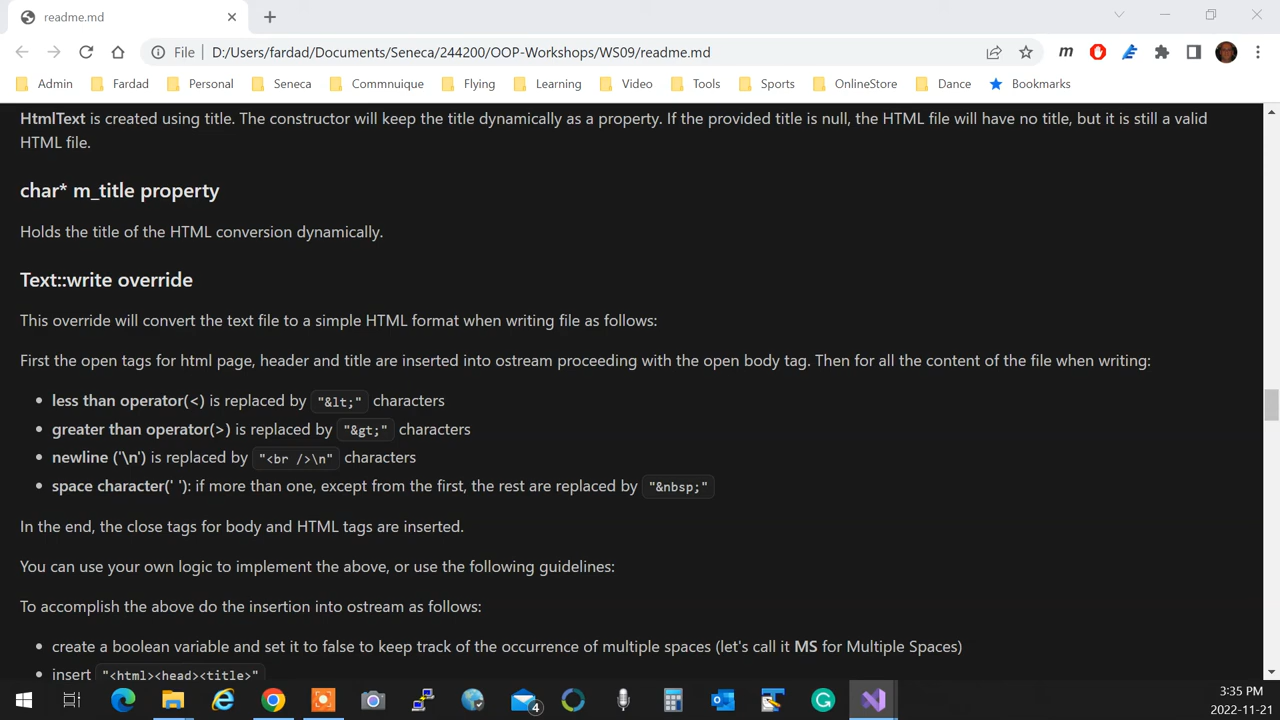 readme.md
File D:/Users/fardad/Documents/Seneca/244200/OOP-Workshops/WS09/readme.md
Admin Fardad Personal Seneca Commnuique Flying Learning Video Tools Sports OnlineStore Dance Bookmarks
HtmlText is created using title. The constructor will keep the title dynamically as a property. If the provided title is null, the HTML file will have no title, but it is still a valid
HTML file.
char* m_title property
Holds the title of the HTML conversion dynamically.
Text::write override
This override will convert the text file to a simple HTML format when writing file as follows:
First the open tags for html page, header and title are inserted into ostream proceeding with the open body tag. Then for all the content of the file when writing:
• less than operator(<) is replaced by "&lt;" characters
• greater than operator(>) is replaced by "&gt;" characters
• newline ('\n') is replaced by "<br />\n" characters
• space character(' '): if more than one, except from the first, the rest are replaced by "&nbsp;"
In the end, the close tags for body and HTML tags are inserted.
You can use your own logic to implement the above, or use the following guidelines:
To accomplish the above do the insertion into ostream as follows:
• create a boolean variable and set it to false to keep track of the occurrence of multiple spaces (let's call it MS for Multiple Spaces)
• insert "<html><head><title>"
4
3:35 PM
2022-11-21